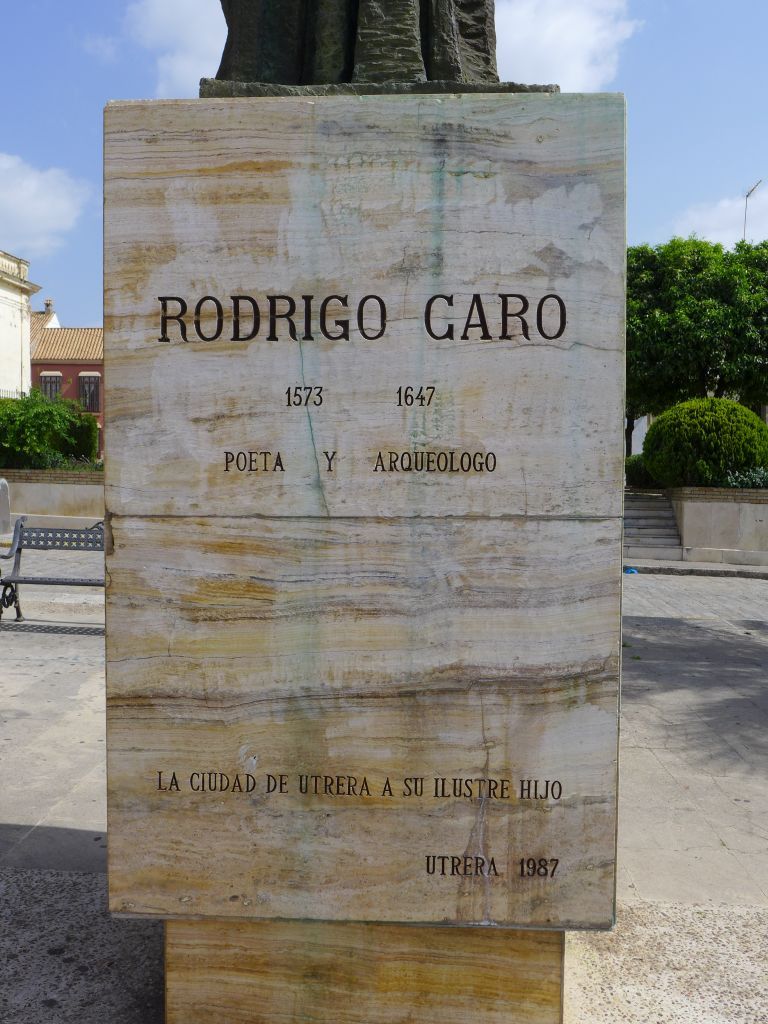 RODRIGO CARO
1573 1647
POETA Y ARQUEOLOGO
LA CIUDAD DE UTRERA A SU ILUSTRE HIJO
UTRERA 1987